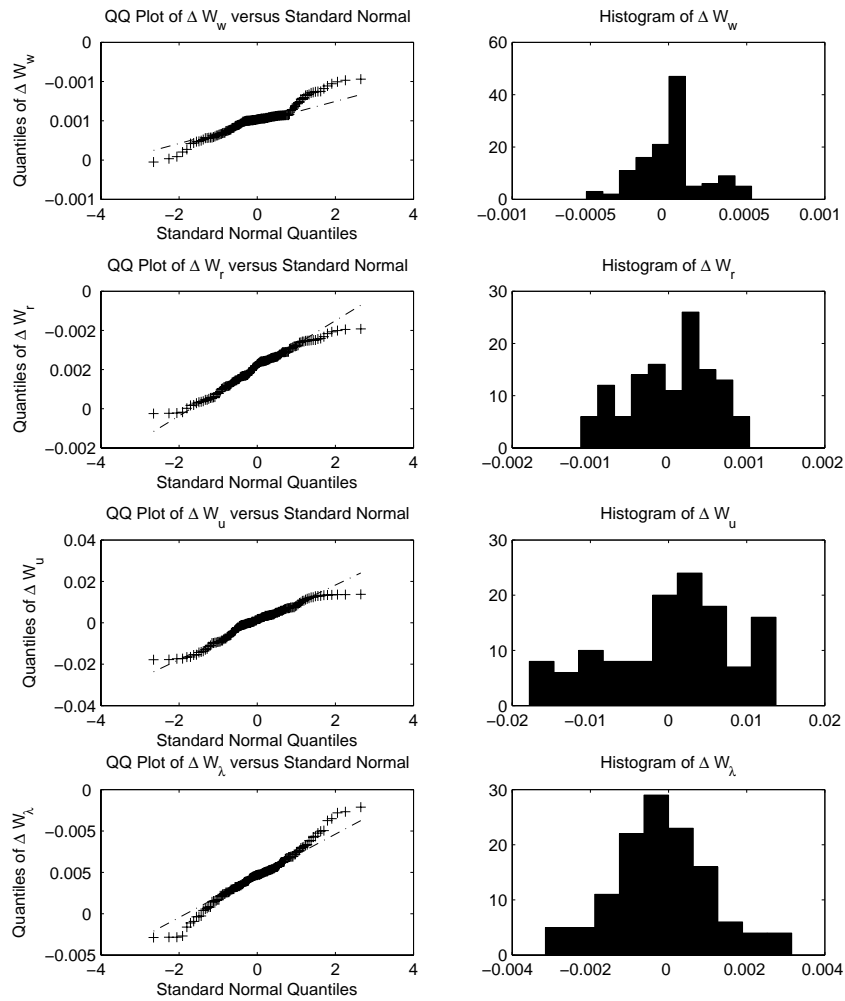 QQ Plot of Δ W_w versus Standard Normal
Quantiles of Δ W_w
0
−0.001
0.001
0
−0.001
−4 −2 0 2 4
Standard Normal Quantiles
Histogram of Δ W_w
60
40
20
0
−0.001 −0.0005 0 0.0005 0.001
QQ Plot of Δ W_r versus Standard Normal
Quantiles of Δ W_r
0
−0.002
0.002
0
−0.002
−4 −2 0 2 4
Standard Normal Quantiles
Histogram of Δ W_r
30
20
10
0
−0.002 −0.001 0 0.001 0.002
QQ Plot of Δ W_u versus Standard Normal
Quantiles of Δ W_u
0.04
0.02
0
−0.02
−0.04
−4 −2 0 2 4
Standard Normal Quantiles
Histogram of Δ W_u
30
20
10
0
−0.02 −0.01 0 0.01 0.02
QQ Plot of Δ W_λ versus Standard Normal
Quantiles of Δ W_λ
0
−0.005
0.005
0
−0.005
−4 −2 0 2 4
Standard Normal Quantiles
Histogram of Δ W_λ
30
20
10
0
−0.004 −0.002 0 0.002 0.004